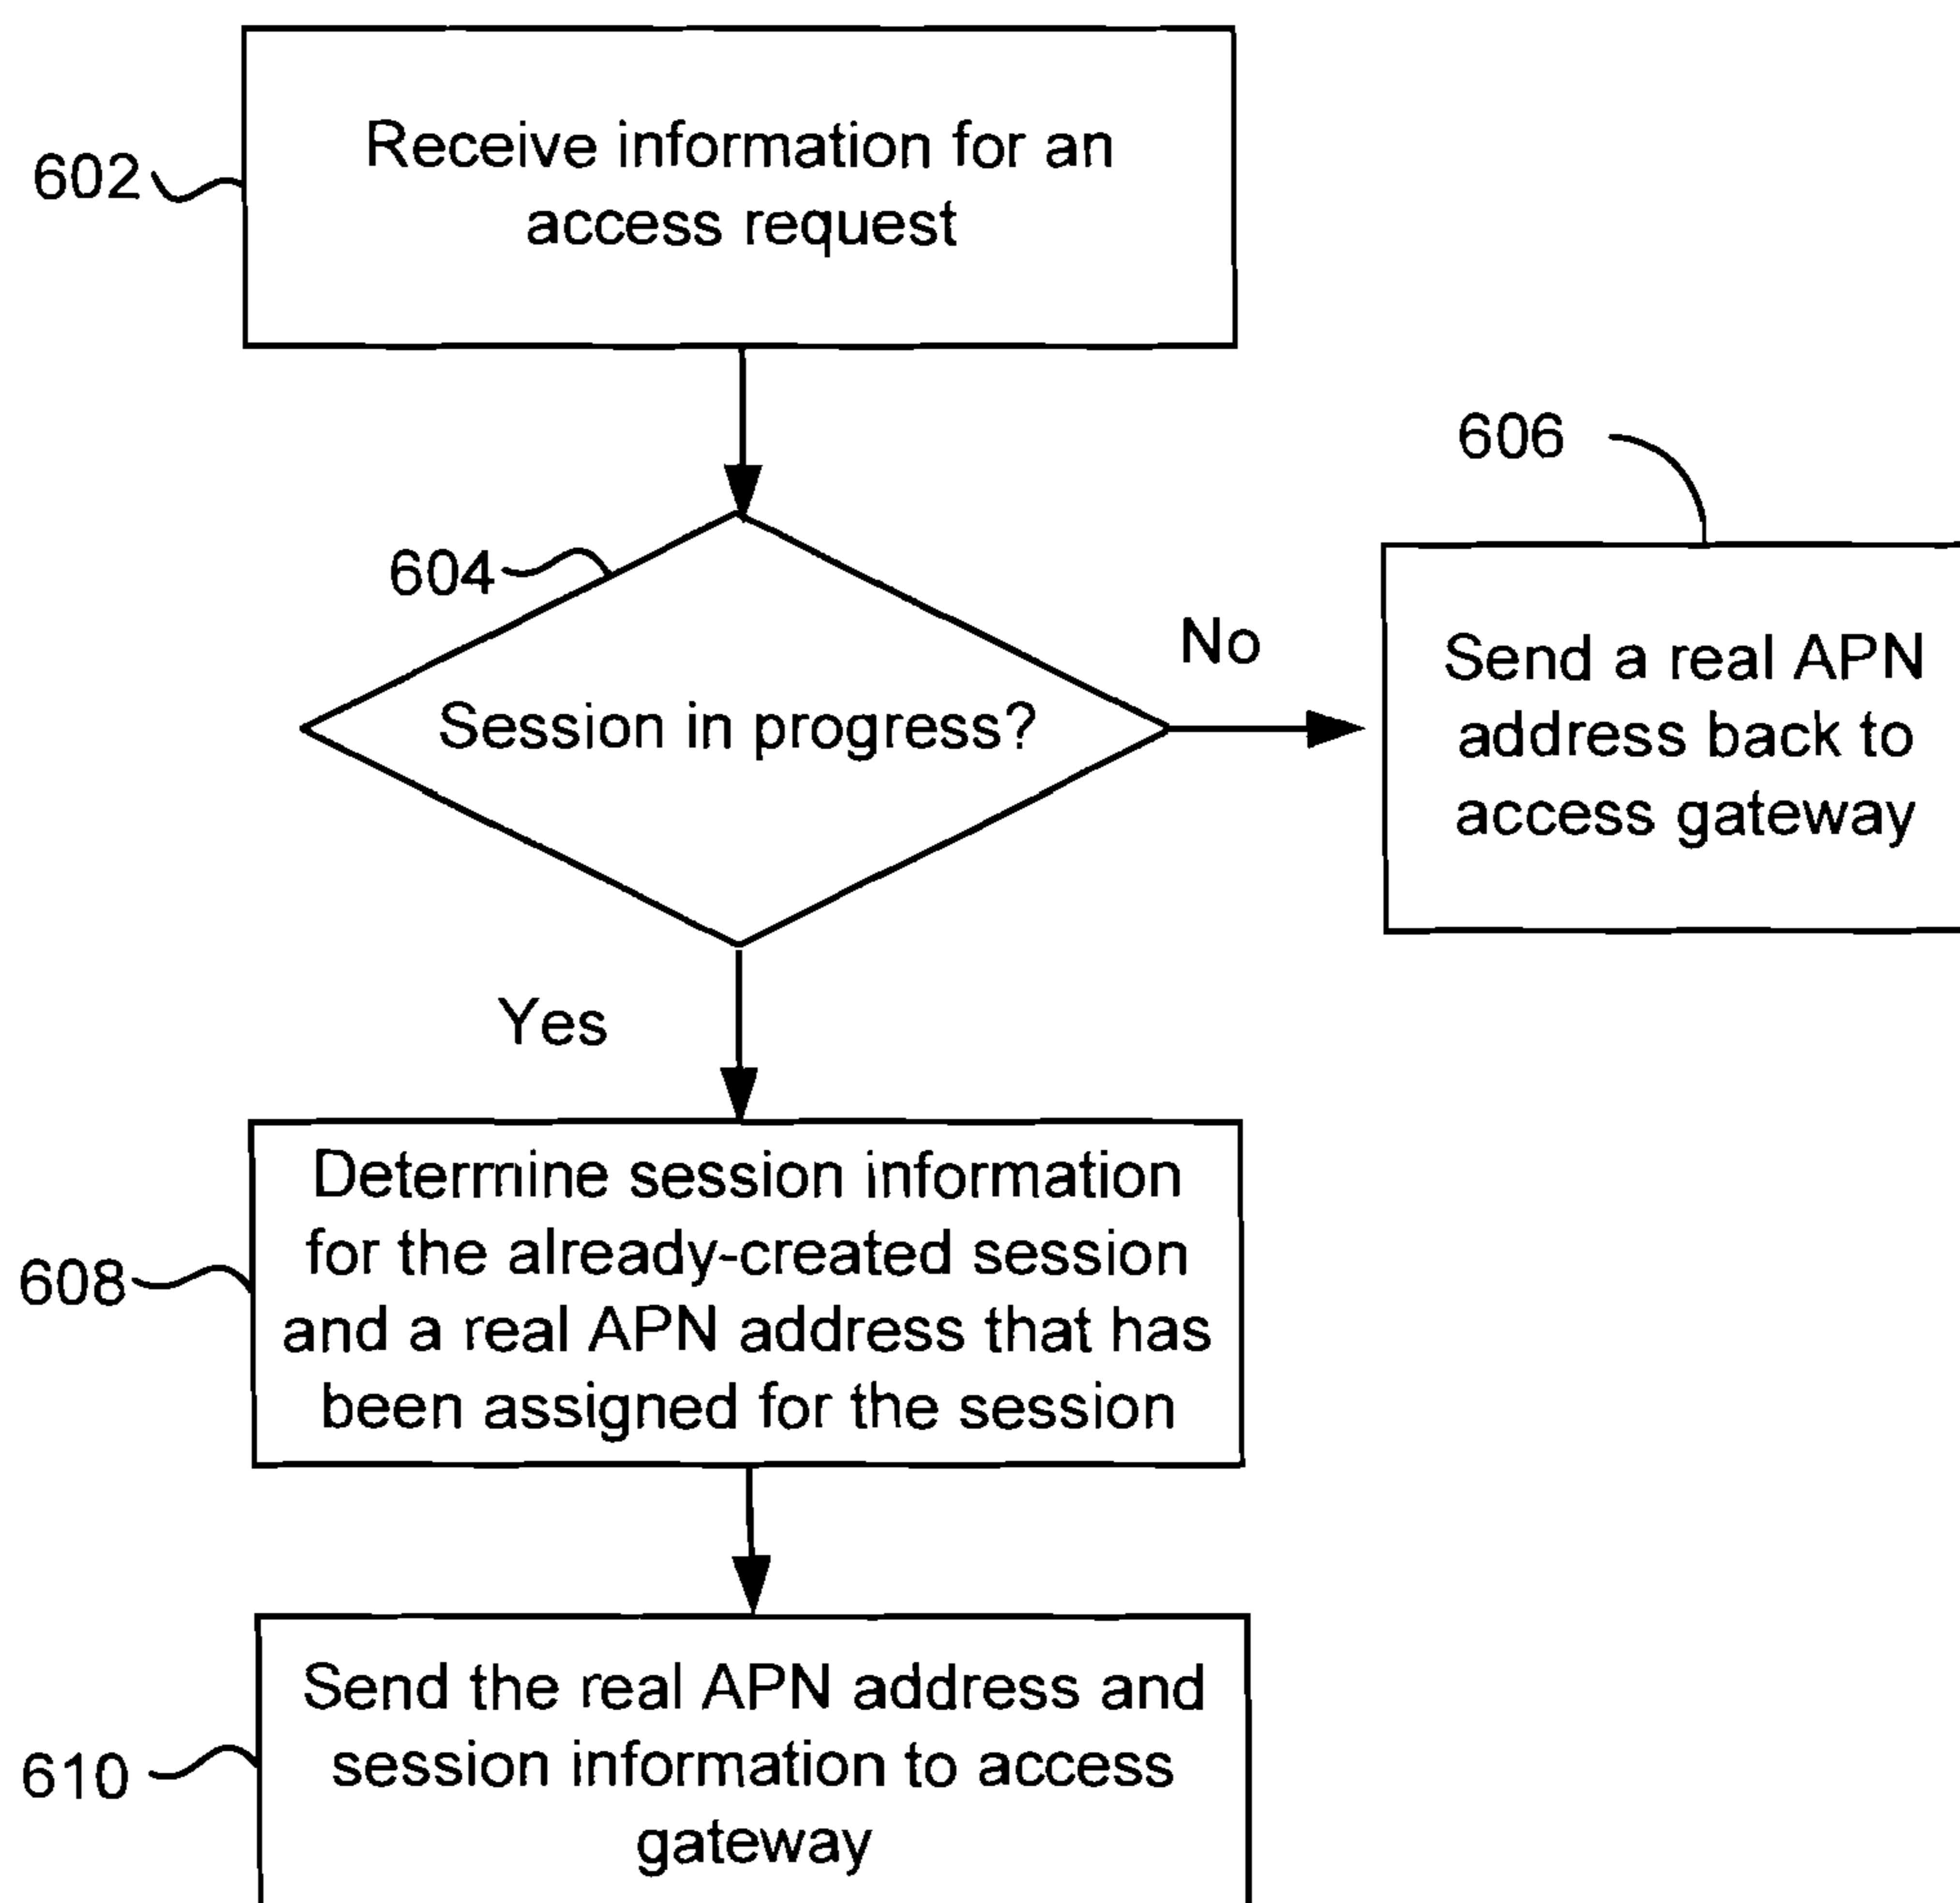 Receive information for an
access request
602
606
604
No
Send a real APN
address back to
access gateway
Session in progress?
Yes
Determine session information
for the already-created session
and a real APN address that has
been assigned for the session
608
Send the real APN address and
session information to access
gateway
610